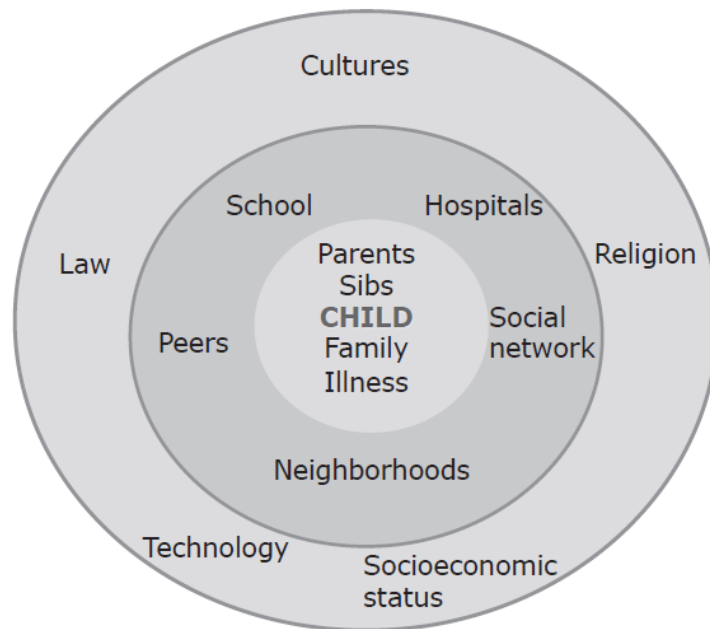 Cultures
School
Hospitals
Law
Parents
Religion
Sibs
CHILD
Social
network
Peers
Family
Illness
Neighborhoods
Technology
Socioeconomic
status